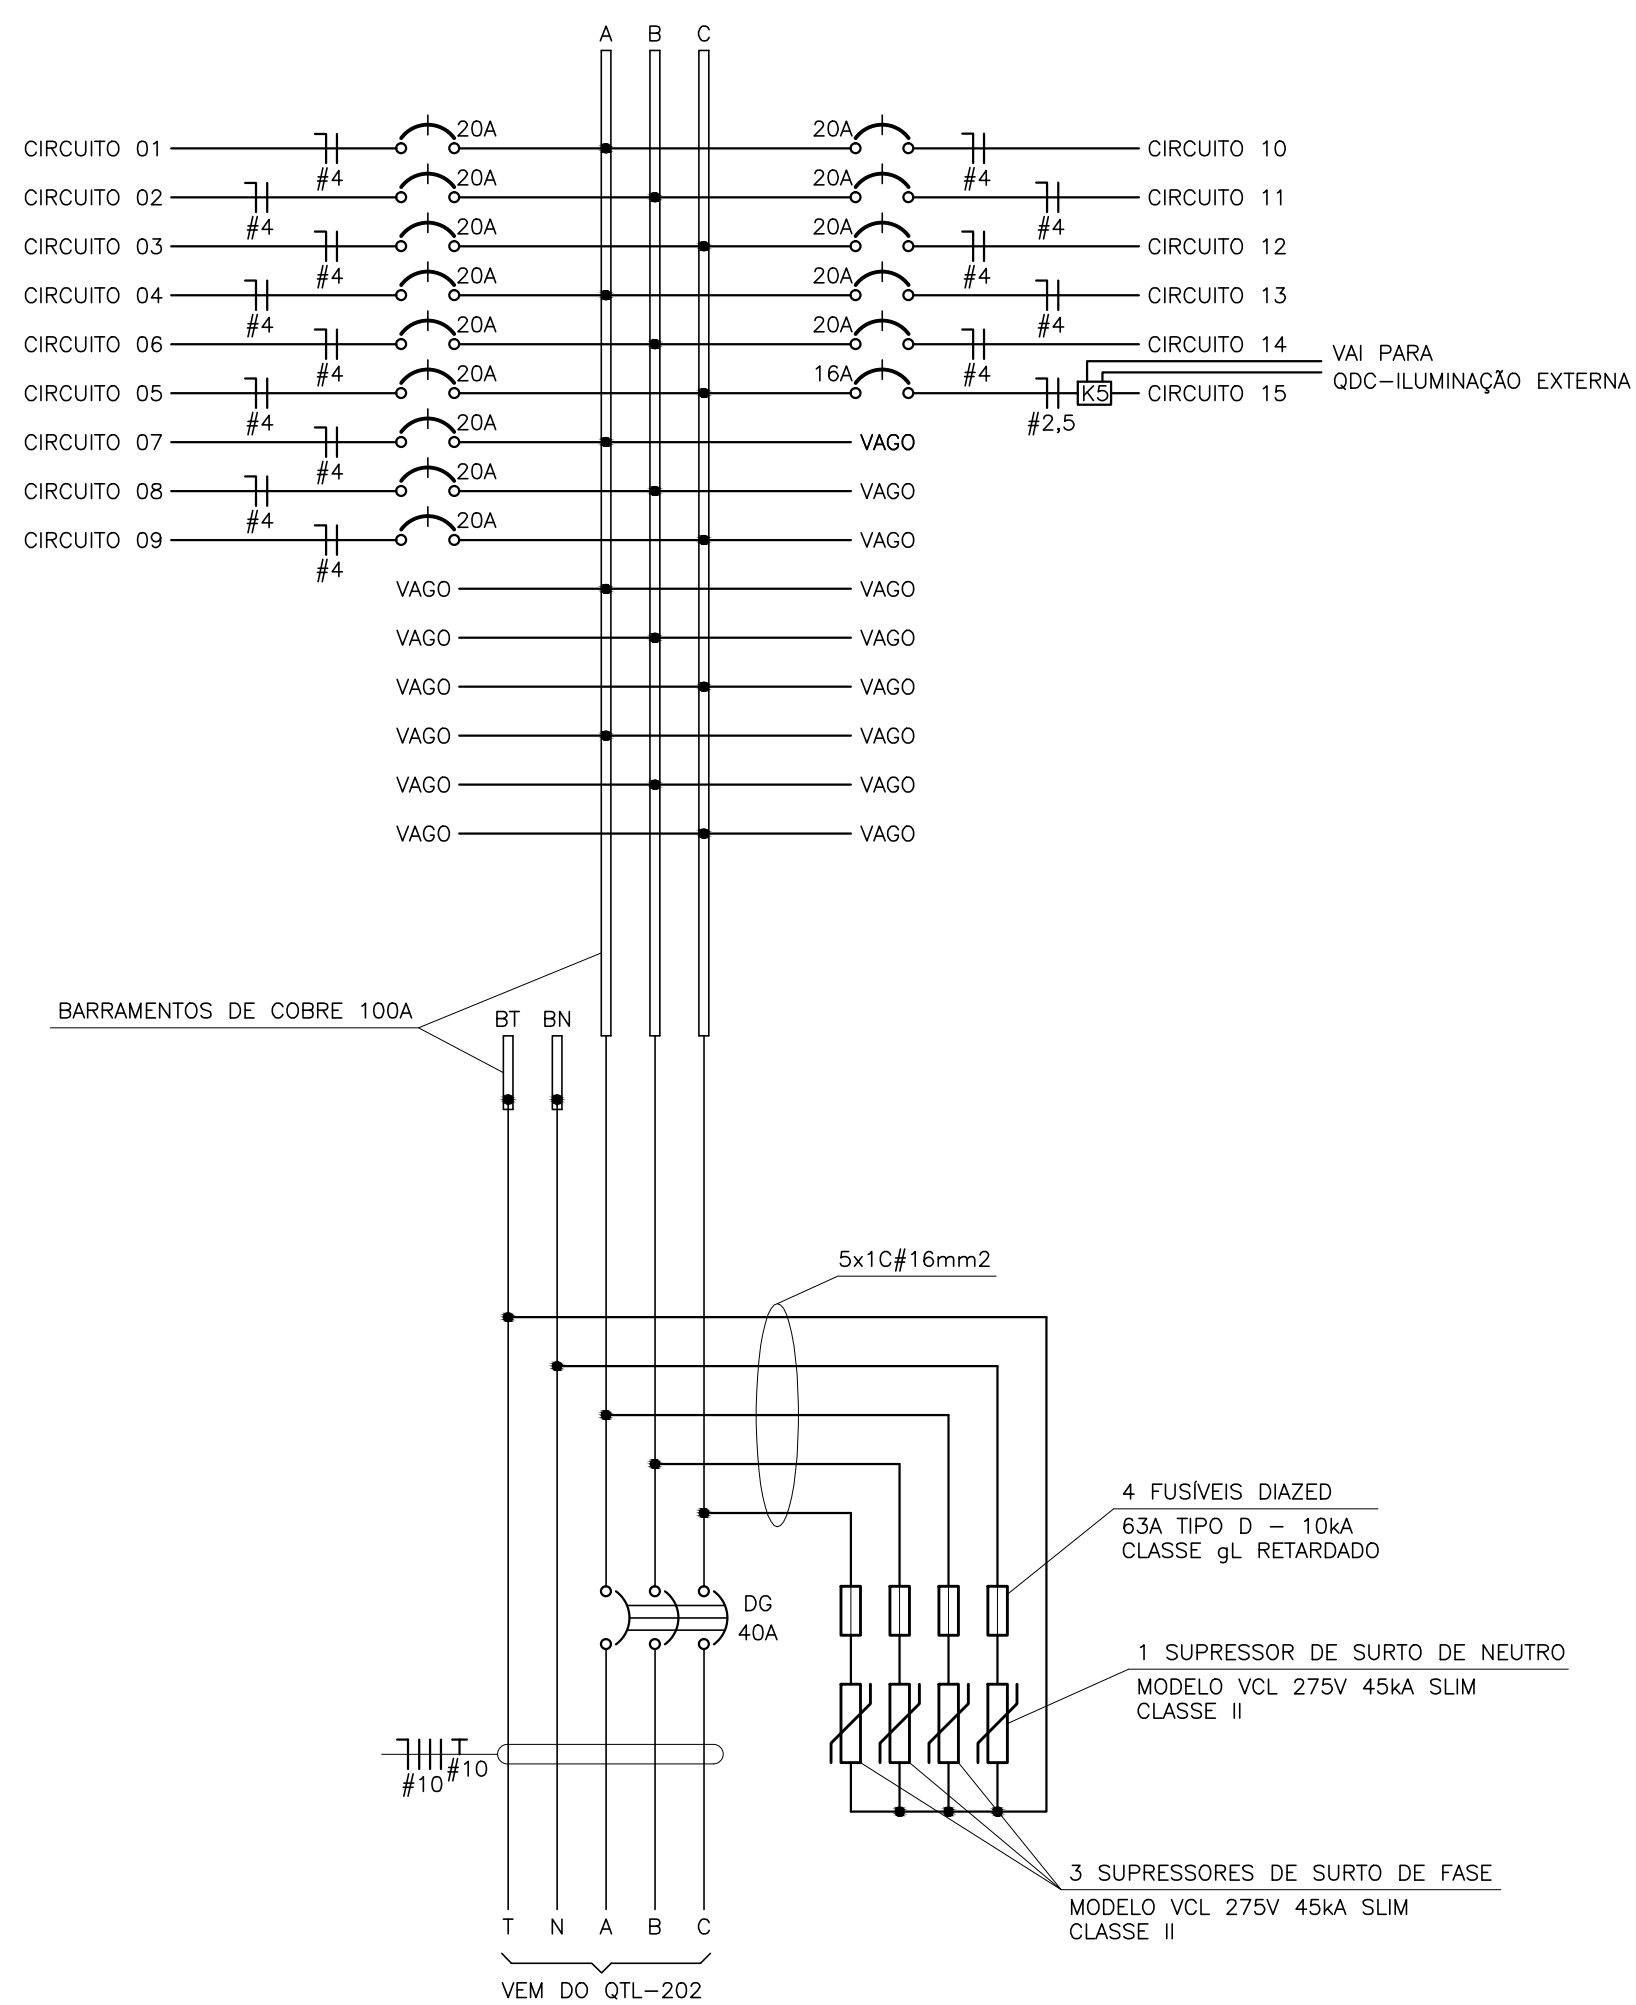 A B C
CIRCUITO 01 #4 20A 20A #4 CIRCUITO 10
CIRCUITO 02 #4 20A 20A #4 CIRCUITO 11
CIRCUITO 03 #4 20A 20A #4 CIRCUITO 12
CIRCUITO 04 #4 20A 20A #4 CIRCUITO 13
CIRCUITO 06 #4 20A 20A #4 CIRCUITO 14
VAI PARA
QDC-ILUMINAÇÃO EXTERNA
CIRCUITO 05 #4 20A 16A #2,5 K5 CIRCUITO 15
CIRCUITO 07 #4 20A VAGO
CIRCUITO 08 #4 20A VAGO
CIRCUITO 09 #4 20A VAGO
VAGO VAGO
VAGO VAGO
VAGO VAGO
VAGO VAGO
VAGO VAGO
VAGO VAGO
BARRAMENTOS DE COBRE 100A
BT BN
5x1C#16mm2
4 FUSÍVEIS DIAZED
63A TIPO D - 10kA
CLASSE gL RETARDADO
DG
40A
1 SUPRESSOR DE SURTO DE NEUTRO
MODELO VCL 275V 45kA SLIM
CLASSE II
#10 #10
3 SUPRESSORES DE SURTO DE FASE
MODELO VCL 275V 45kA SLIM
CLASSE II
T N A B C
VEM DO QTL-202